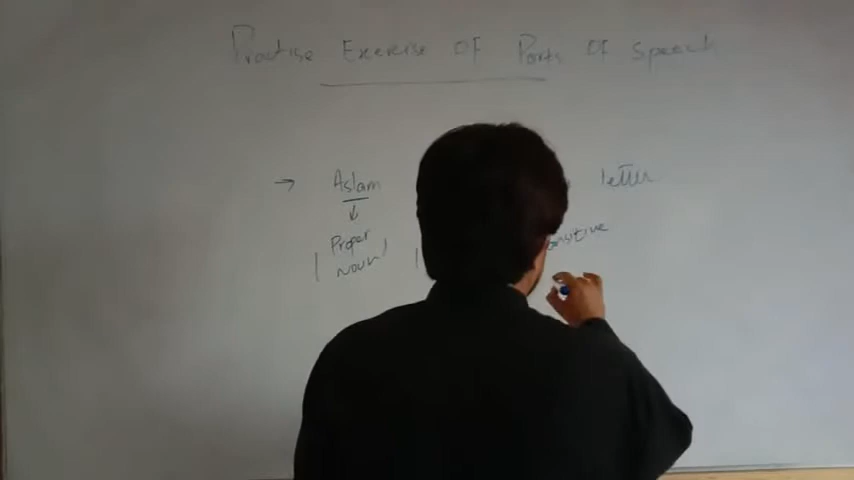 Practise Exercise of Parts of speech
→ Aslam letter
↓
Proper
noun